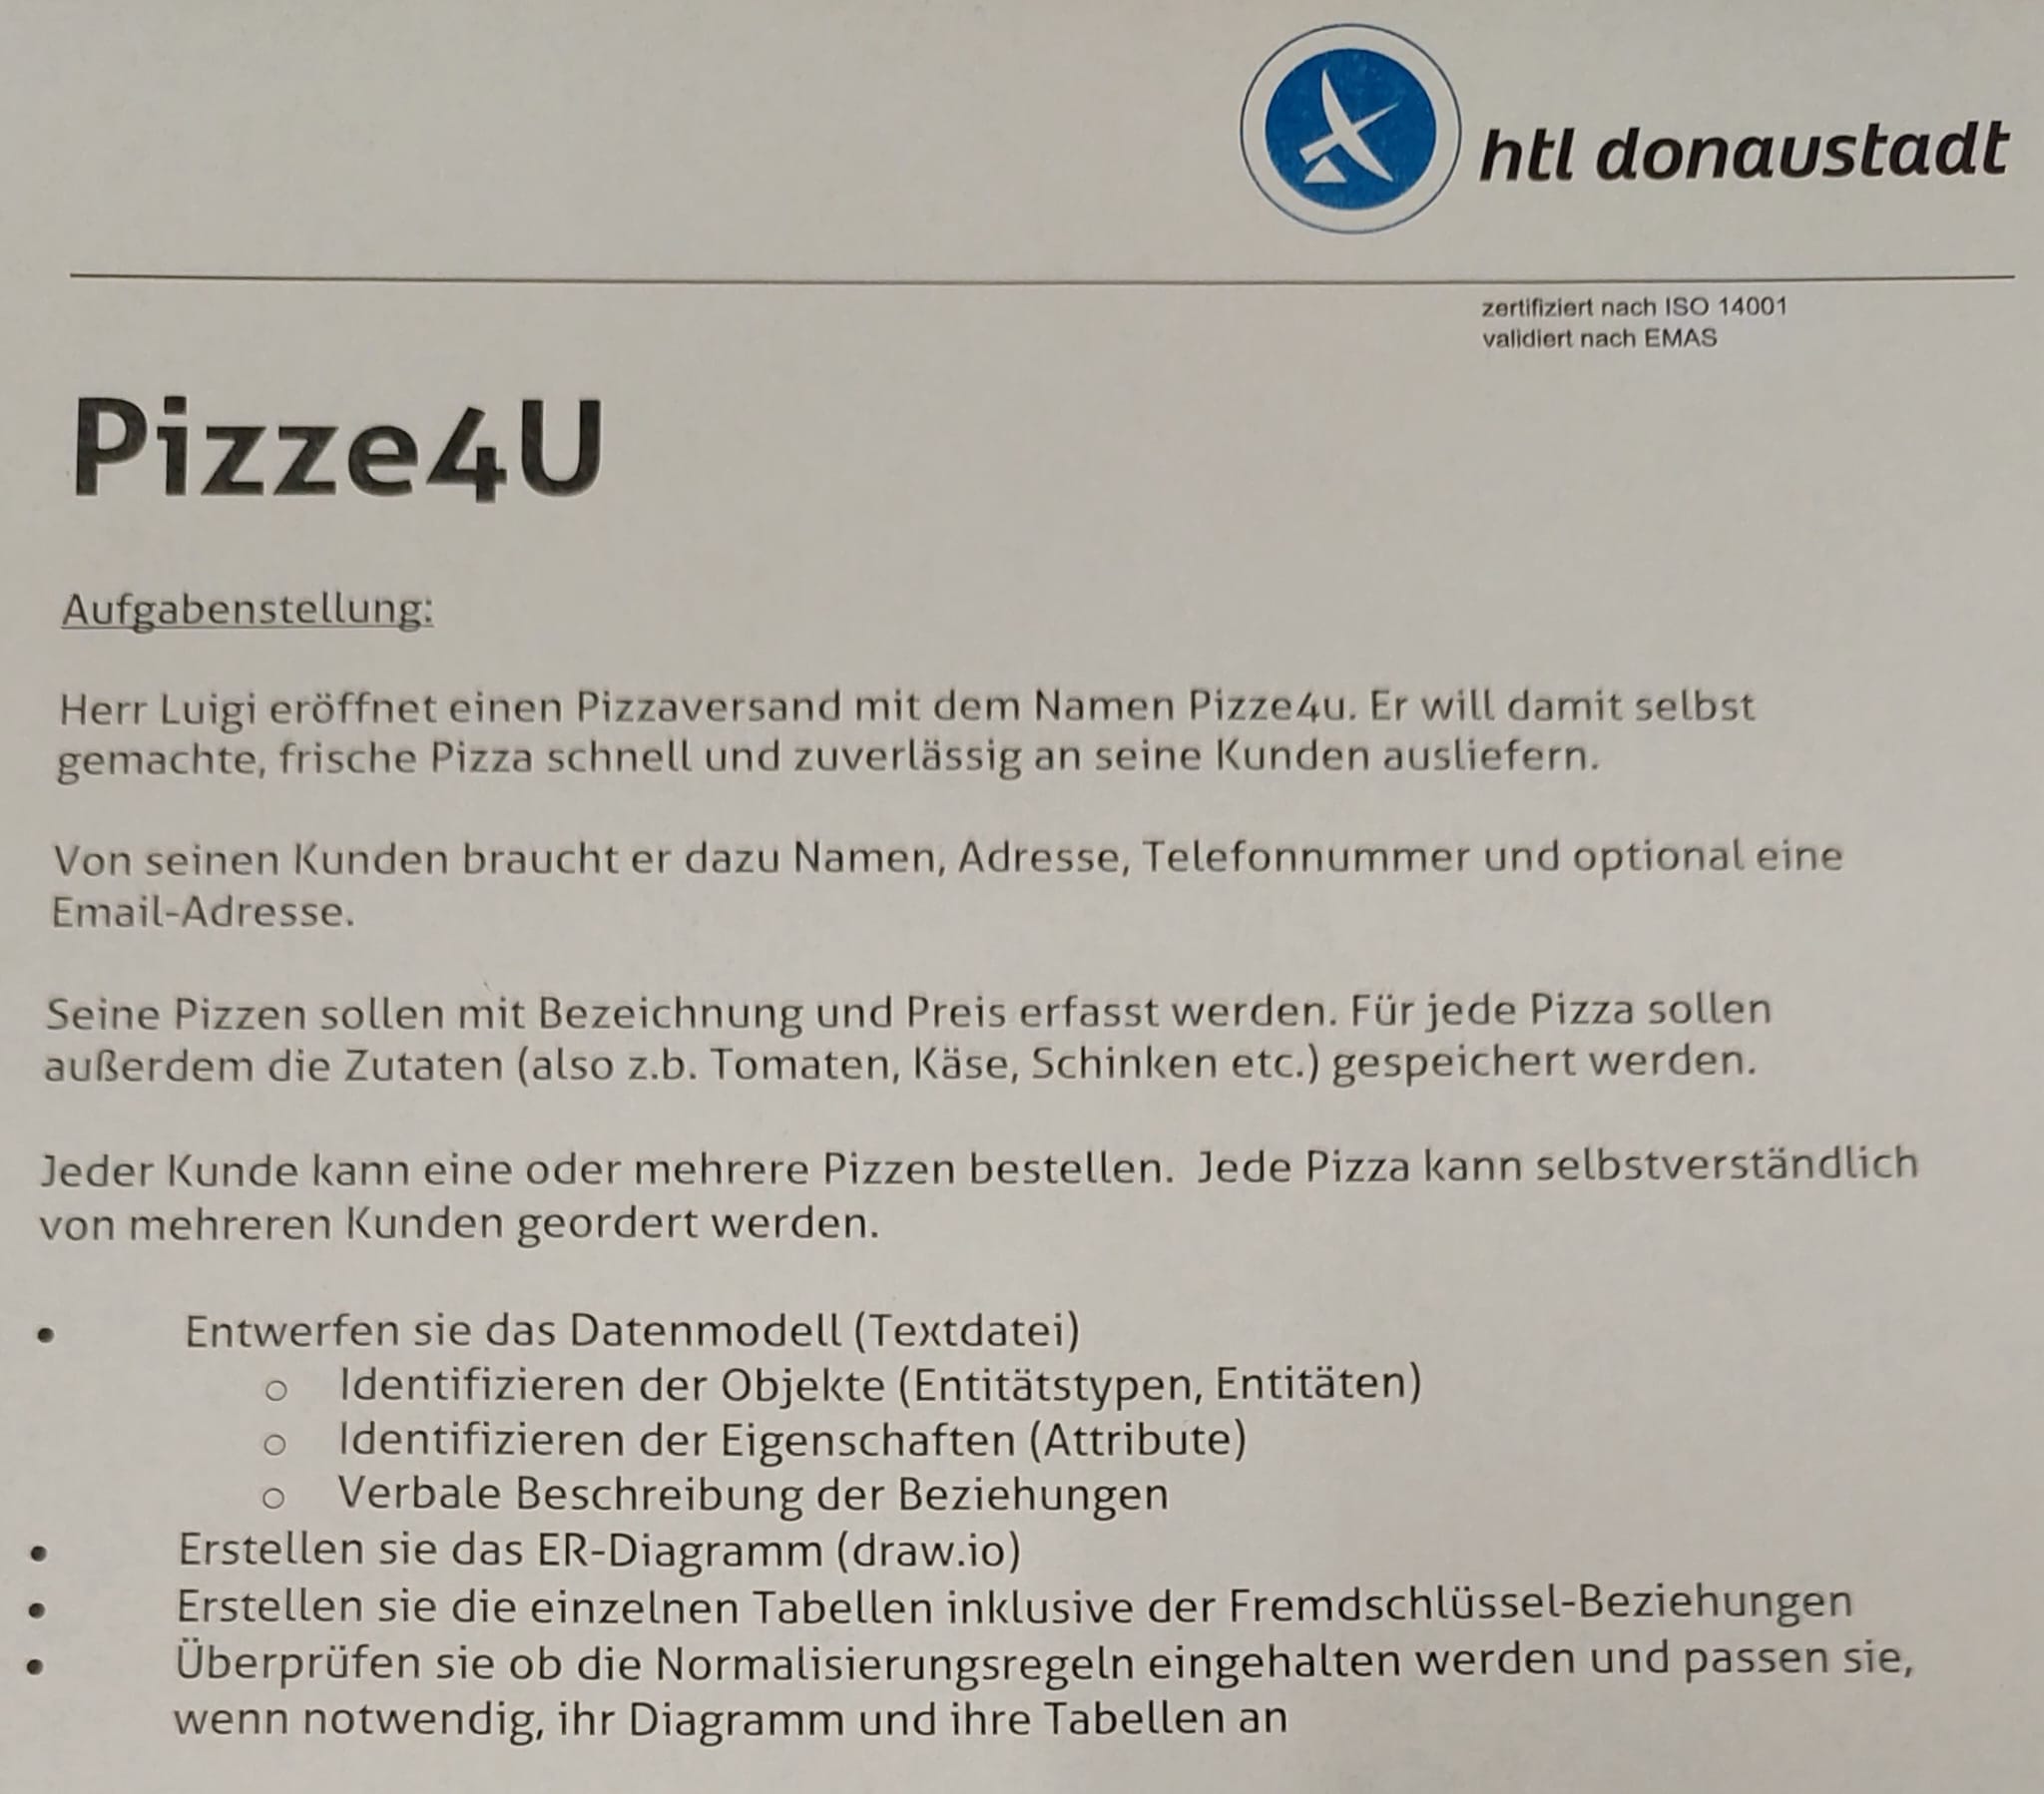 htl donaustadt
zertifiziert nach ISO 14001
validiert nach EMAS
Pizze4U
Aufgabenstellung:
Herr Luigi eröffnet einen Pizzaversand mit dem Namen Pizze4u. Er will damit selbst
gemachte, frische Pizza schnell und zuverlässig an seine Kunden ausliefern.
Von seinen Kunden braucht er dazu Namen, Adresse, Telefonnummer und optional eine
Email-Adresse.
Seine Pizzen sollen mit Bezeichnung und Preis erfasst werden. Für jede Pizza sollen
außerdem die Zutaten (also z.b. Tomaten, Käse, Schinken etc.) gespeichert werden.
Jeder Kunde kann eine oder mehrere Pizzen bestellen. Jede Pizza kann selbstverständlich
von mehreren Kunden geordert werden.
• Entwerfen sie das Datenmodell (Textdatei)
○ Identifizieren der Objekte (Entitätstypen, Entitäten)
○ Identifizieren der Eigenschaften (Attribute)
○ Verbale Beschreibung der Beziehungen
• Erstellen sie das ER-Diagramm (draw.io)
• Erstellen sie die einzelnen Tabellen inklusive der Fremdschlüssel-Beziehungen
• Überprüfen sie ob die Normalisierungsregeln eingehalten werden und passen sie,
wenn notwendig, ihr Diagramm und ihre Tabellen an